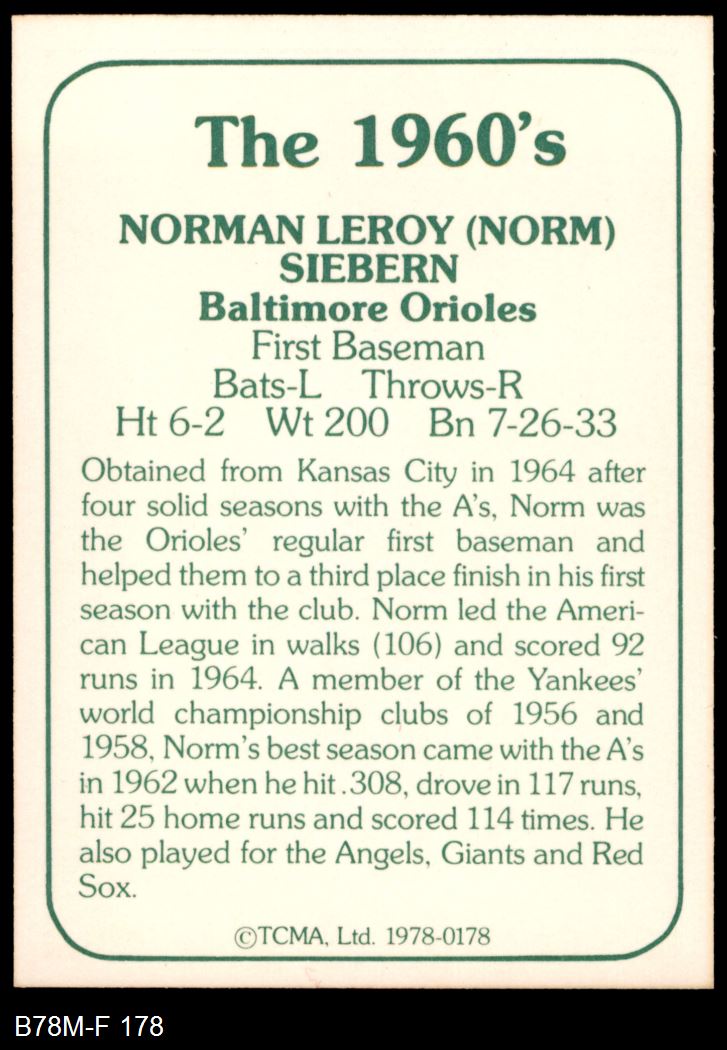 The 1960's
NORMAN LEROY (NORM)
SIEBERN
Baltimore Orioles
First Baseman
Bats-L Throws-R
Ht 6-2 Wt 200 Bn 7-26-33
Obtained from Kansas City in 1964 after
four solid seasons with the A's, Norm was
the Orioles' regular first baseman and
helped them to a third place finish in his first
season with the club. Norm led the Ameri-
can League in walks (106) and scored 92
runs in 1964. A member of the Yankees'
world championship clubs of 1956 and
1958, Norm's best season came with the A's
in 1962 when he hit .308, drove in 117 runs,
hit 25 home runs and scored 114 times. He
also played for the Angels, Giants and Red
Sox.
©TCMA, Ltd. 1978-0178
B78M-F 178